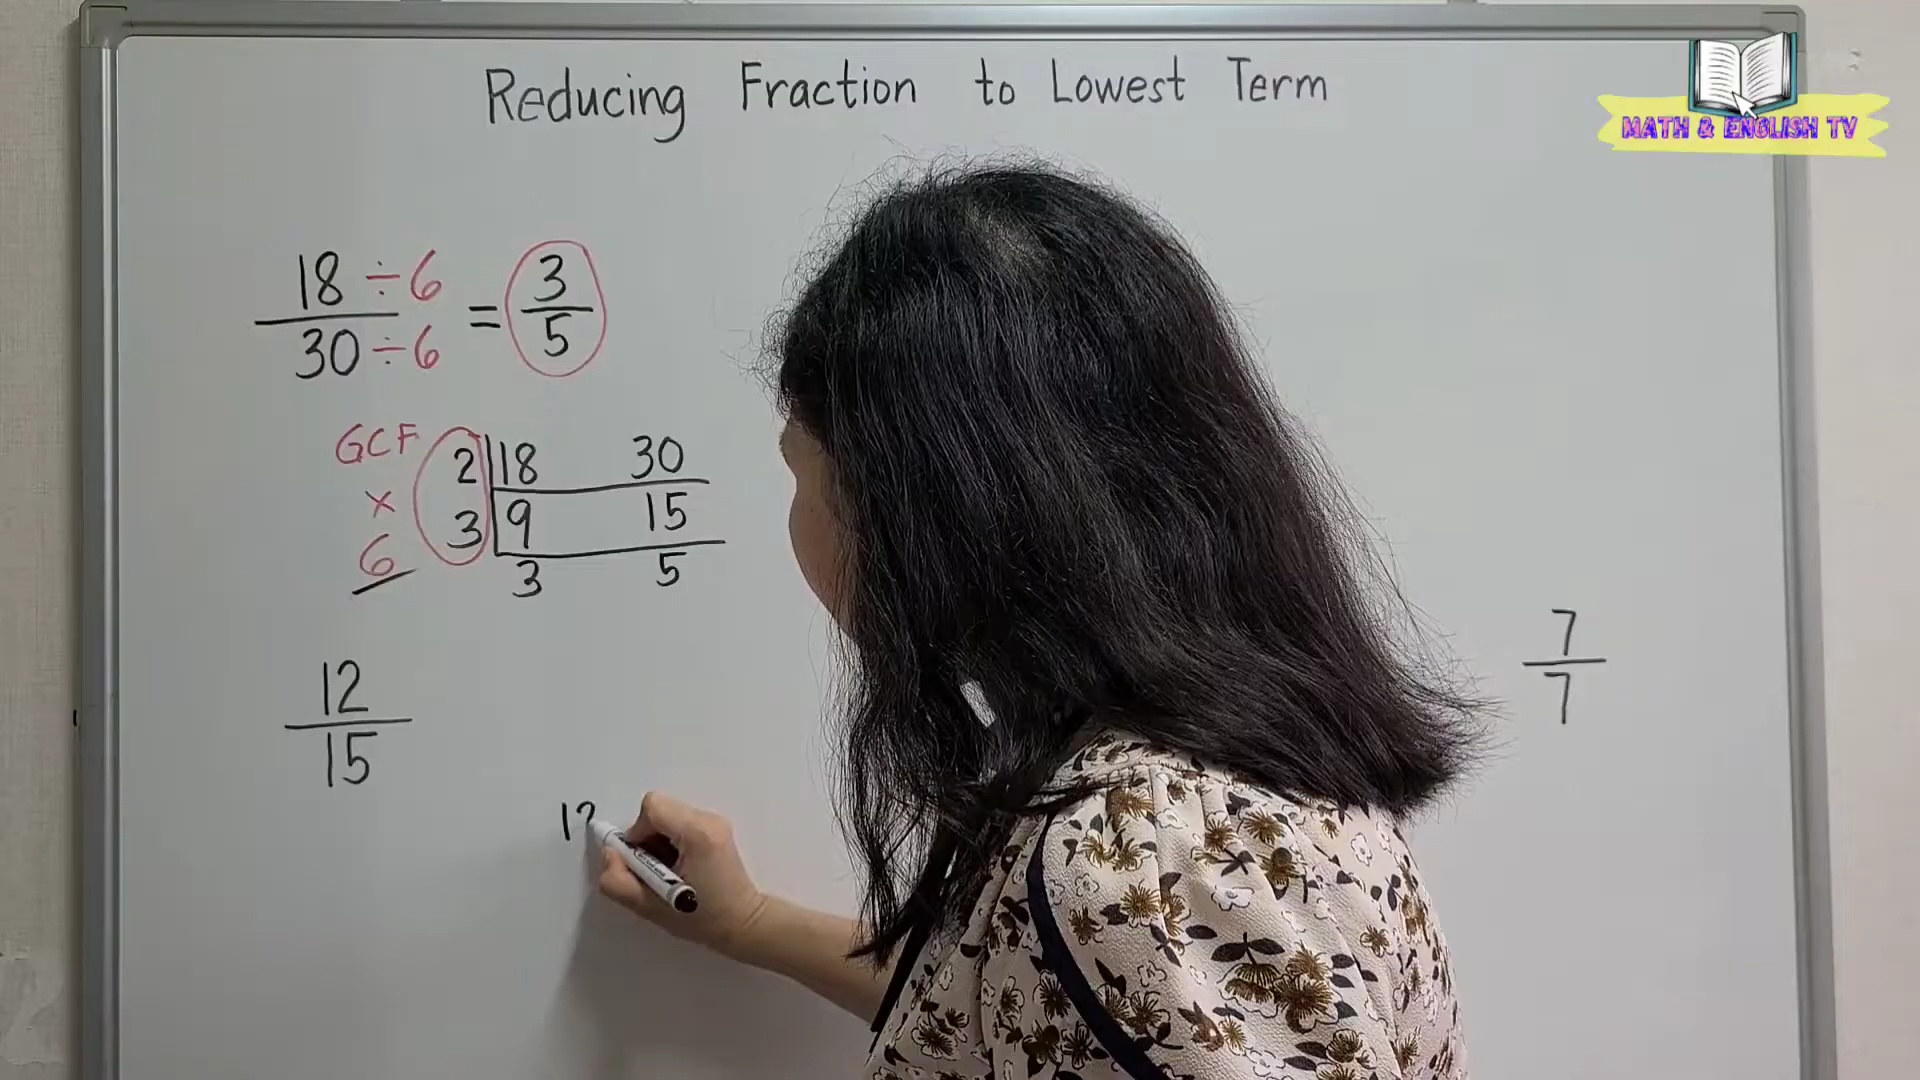 Reducing Fraction to Lowest Term
MATH & ENGLISH TV
18 ÷ 6
30 ÷ 6
=
3
5
GCF
×
6
2 18 30
3 9 15
3 5
12
15
12
7
7